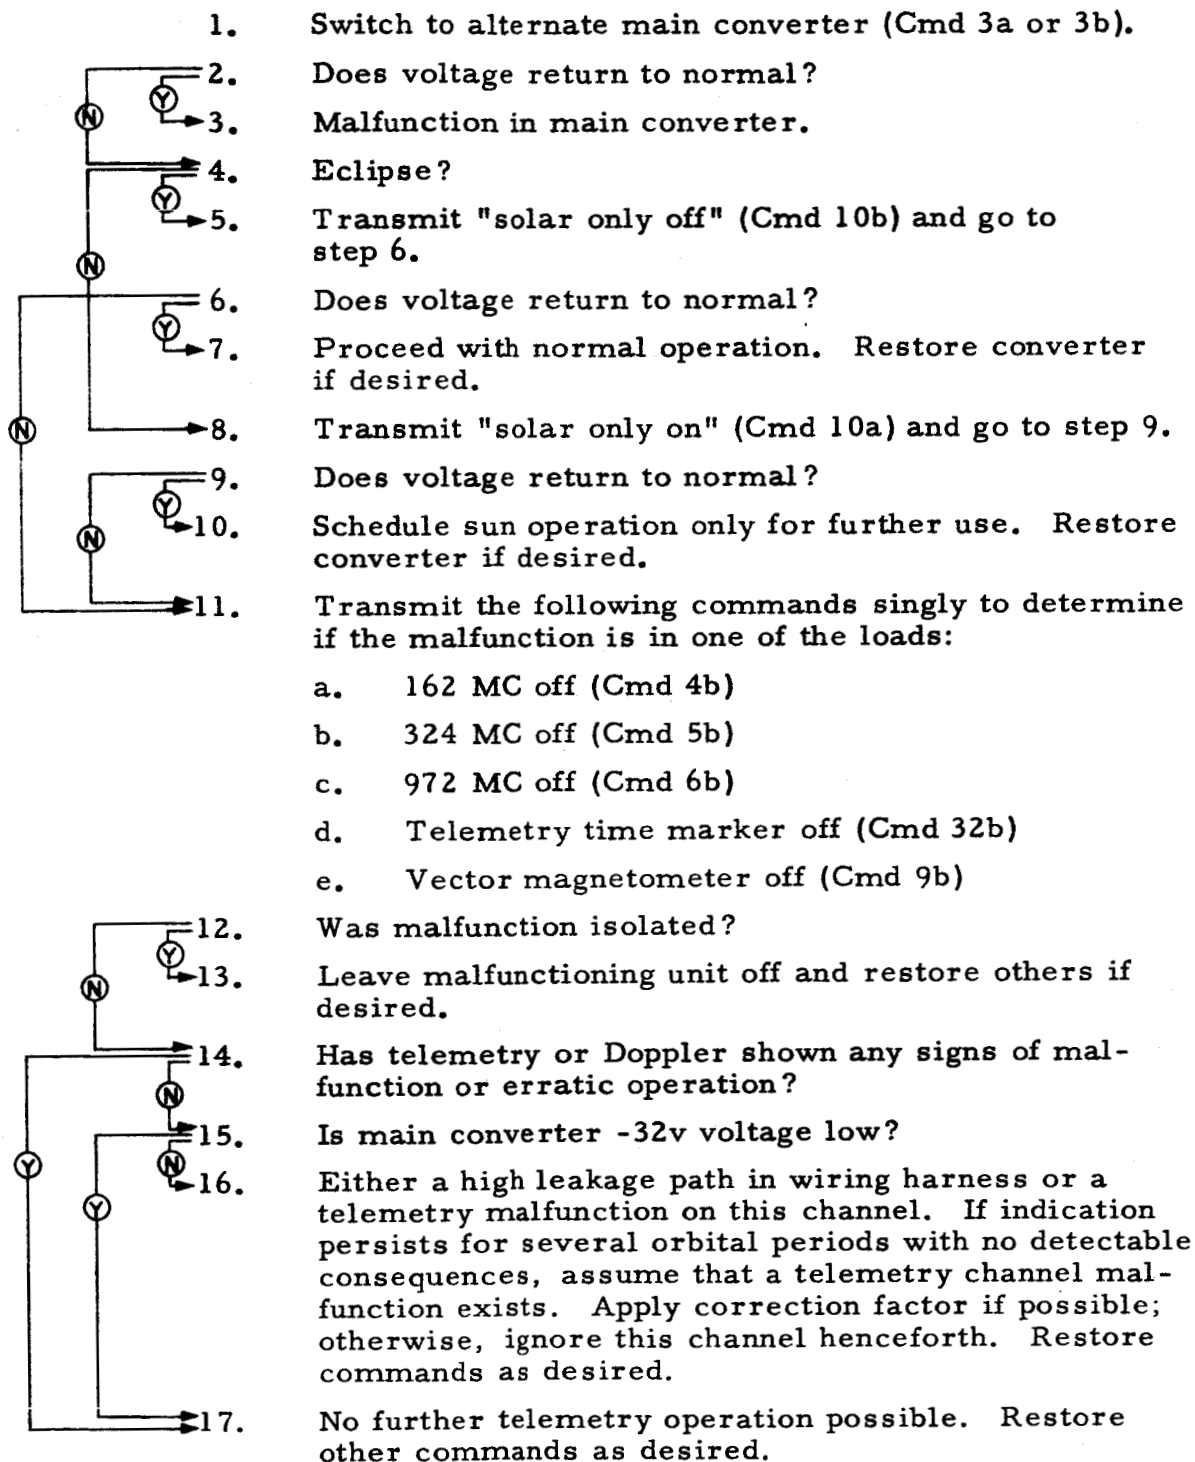 1. Switch to alternate main converter (Cmd 3a or 3b).
2. Does voltage return to normal?
Y
N
3. Malfunction in main converter.
4. Eclipse?
Y
5. Transmit "solar only off" (Cmd 10b) and go to
step 6.
N
6. Does voltage return to normal?
Y
7. Proceed with normal operation. Restore converter
if desired.
N
8. Transmit "solar only on" (Cmd 10a) and go to step 9.
9. Does voltage return to normal?
Y
10. Schedule sun operation only for further use. Restore
N
converter if desired.
11. Transmit the following commands singly to determine
if the malfunction is in one of the loads:
a. 162 MC off (Cmd 4b)
b. 324 MC off (Cmd 5b)
c. 972 MC off (Cmd 6b)
d. Telemetry time marker off (Cmd 32b)
e. Vector magnetometer off (Cmd 9b)
12. Was malfunction isolated?
Y
13. Leave malfunctioning unit off and restore others if
N
desired.
14. Has telemetry or Doppler shown any signs of mal-
function or erratic operation?
N
15. Is main converter -32v voltage low?
Y
N
16. Either a high leakage path in wiring harness or a
Y
telemetry malfunction on this channel. If indication
persists for several orbital periods with no detectable
consequences, assume that a telemetry channel mal-
function exists. Apply correction factor if possible;
otherwise, ignore this channel henceforth. Restore
commands as desired.
17. No further telemetry operation possible. Restore
other commands as desired.